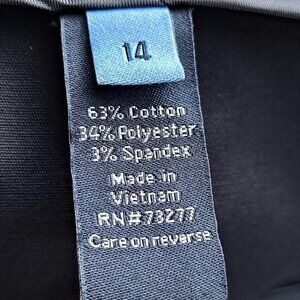 14
63% Cotton
34% Polyester
3% Spandex
Made in
Vietnam
RN#73277
Care on reverse